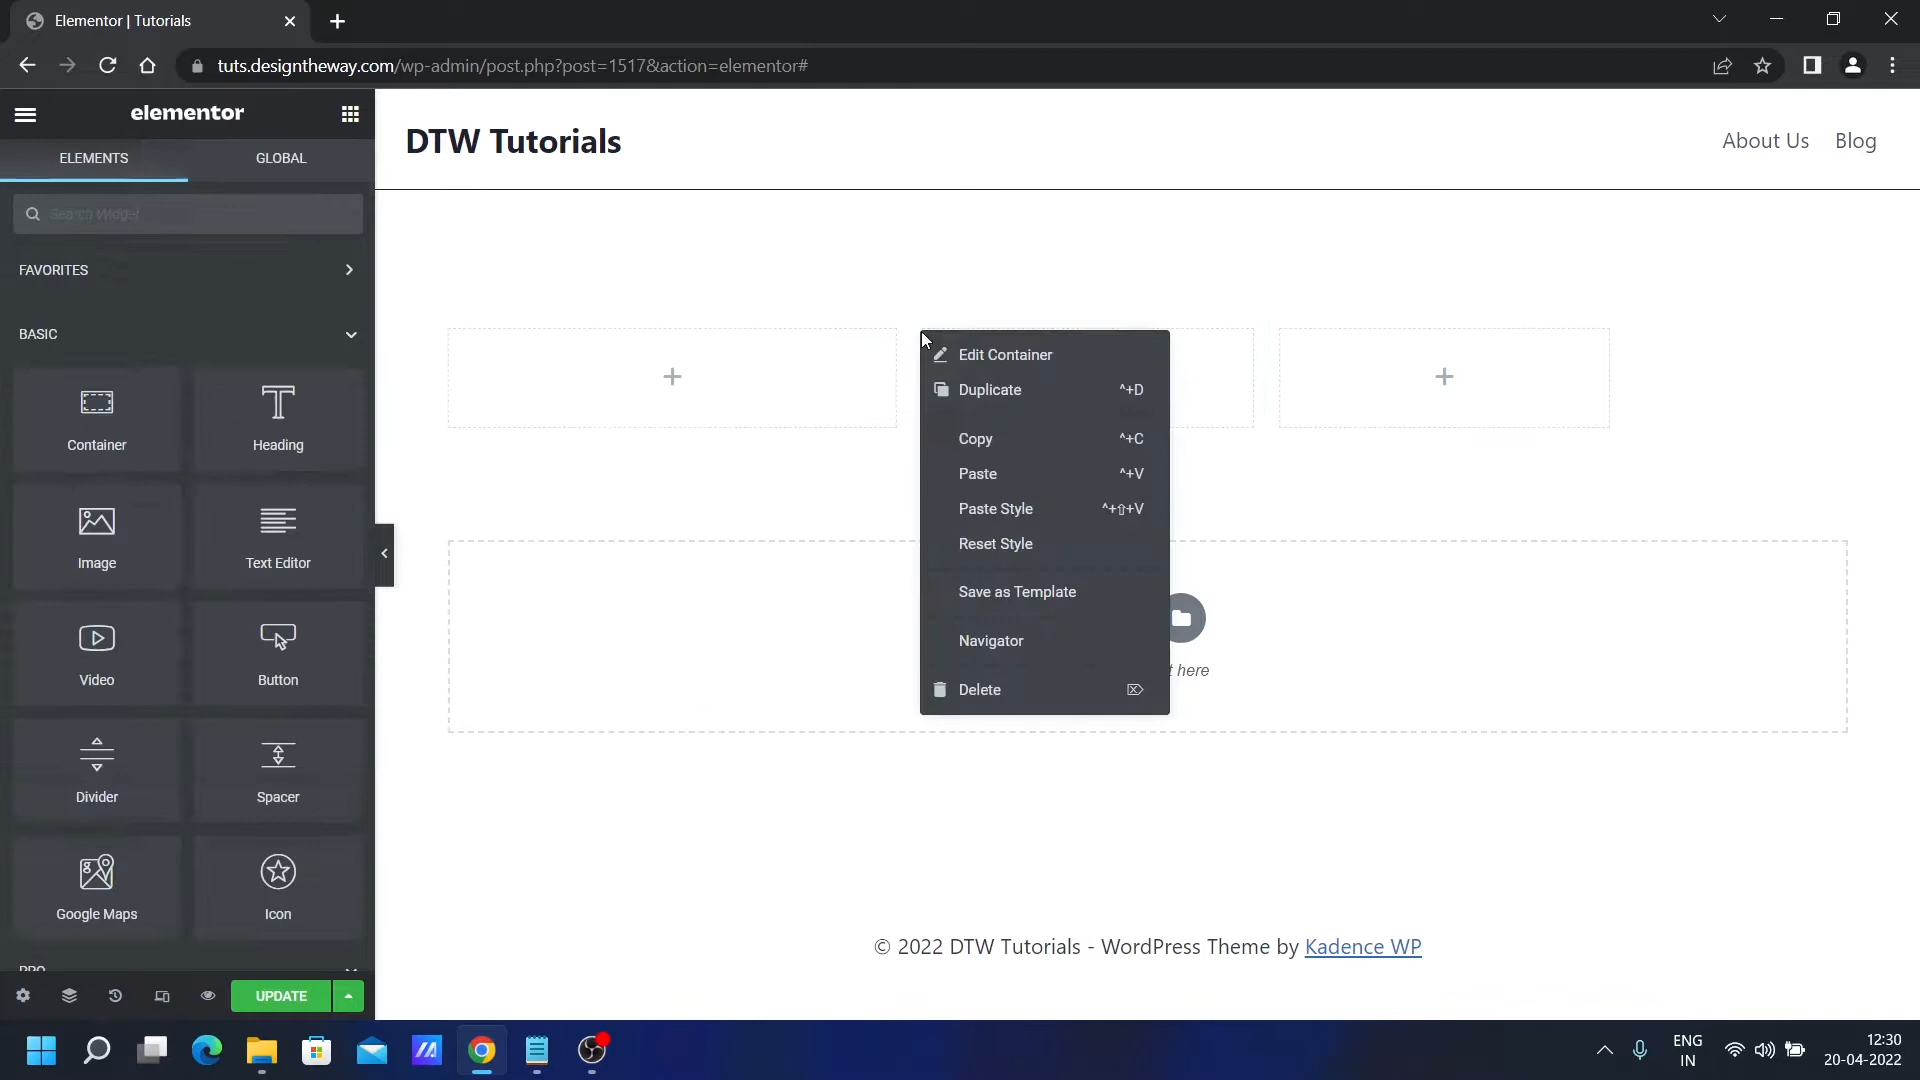 Elementor | Tutorials
tuts.designtheway.com/wp-admin/post.php?post=1517&action=elementor#
elementor
ELEMENTS
GLOBAL
Search Widget
FAVORITES
BASIC
Container
Heading
Image
Text Editor
Video
Button
Divider
Spacer
Google Maps
Icon
PRO
UPDATE
DTW Tutorials
About Us
Blog
Edit Container
Duplicate ^+D
Copy ^+C
Paste ^+V
Paste Style ^+⇧+V
Reset Style
Save as Template
Navigator
Delete ⌦
here
© 2022 DTW Tutorials - WordPress Theme by Kadence WP
ENG
IN
12:30
20-04-2022